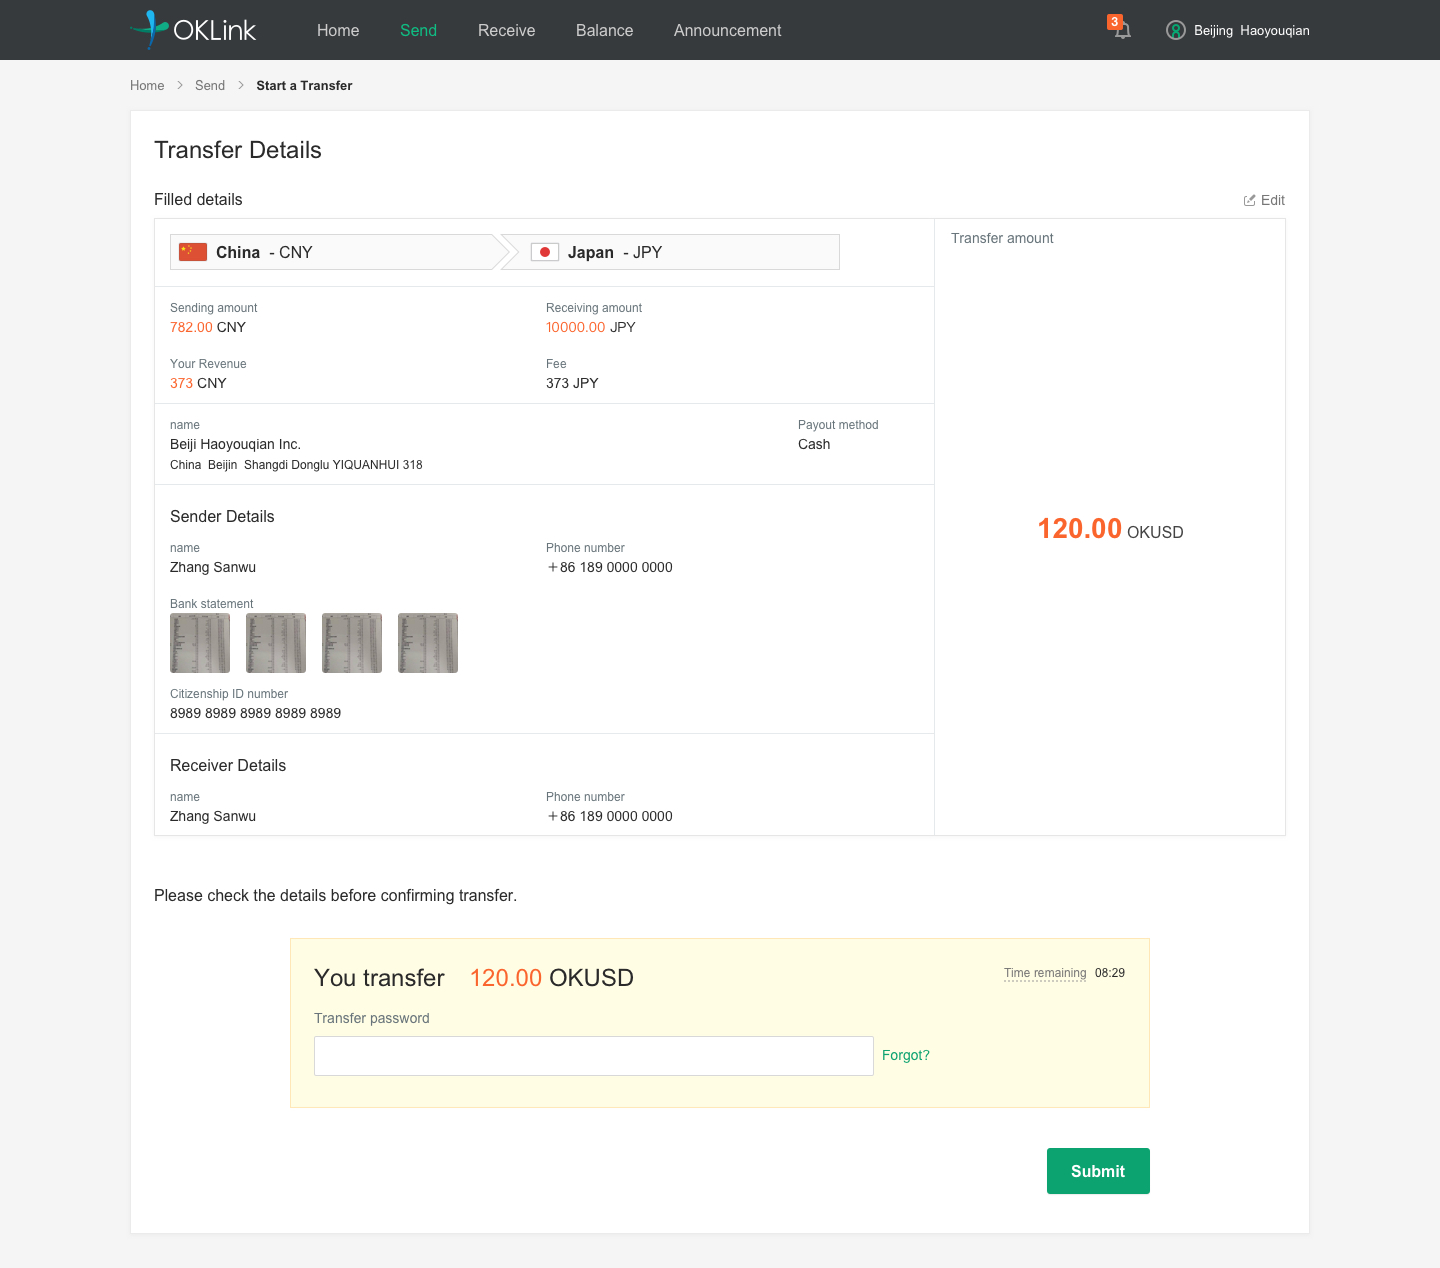 OKLink
Home Send Receive Balance Announcement
3
Beijing Haoyouqian
Home > Send > Start a Transfer
Transfer Details
Filled details
Edit
China - CNY
Japan - JPY
Transfer amount
Sending amount
782.00 CNY
Receiving amount
10000.00 JPY
Your Revenue
373 CNY
Fee
373 JPY
name
Beiji Haoyouqian Inc.
China Beijin Shangdi Donglu YIQUANHUI 318
Payout method
Cash
120.00 OKUSD
Sender Details
name
Zhang Sanwu
Phone number
+86 189 0000 0000
Bank statement
Citizenship ID number
8989 8989 8989 8989 8989
Receiver Details
name
Zhang Sanwu
Phone number
+86 189 0000 0000
Please check the details before confirming transfer.
You transfer 120.00 OKUSD
Time remaining 08:29
Transfer password
Forgot?
Submit